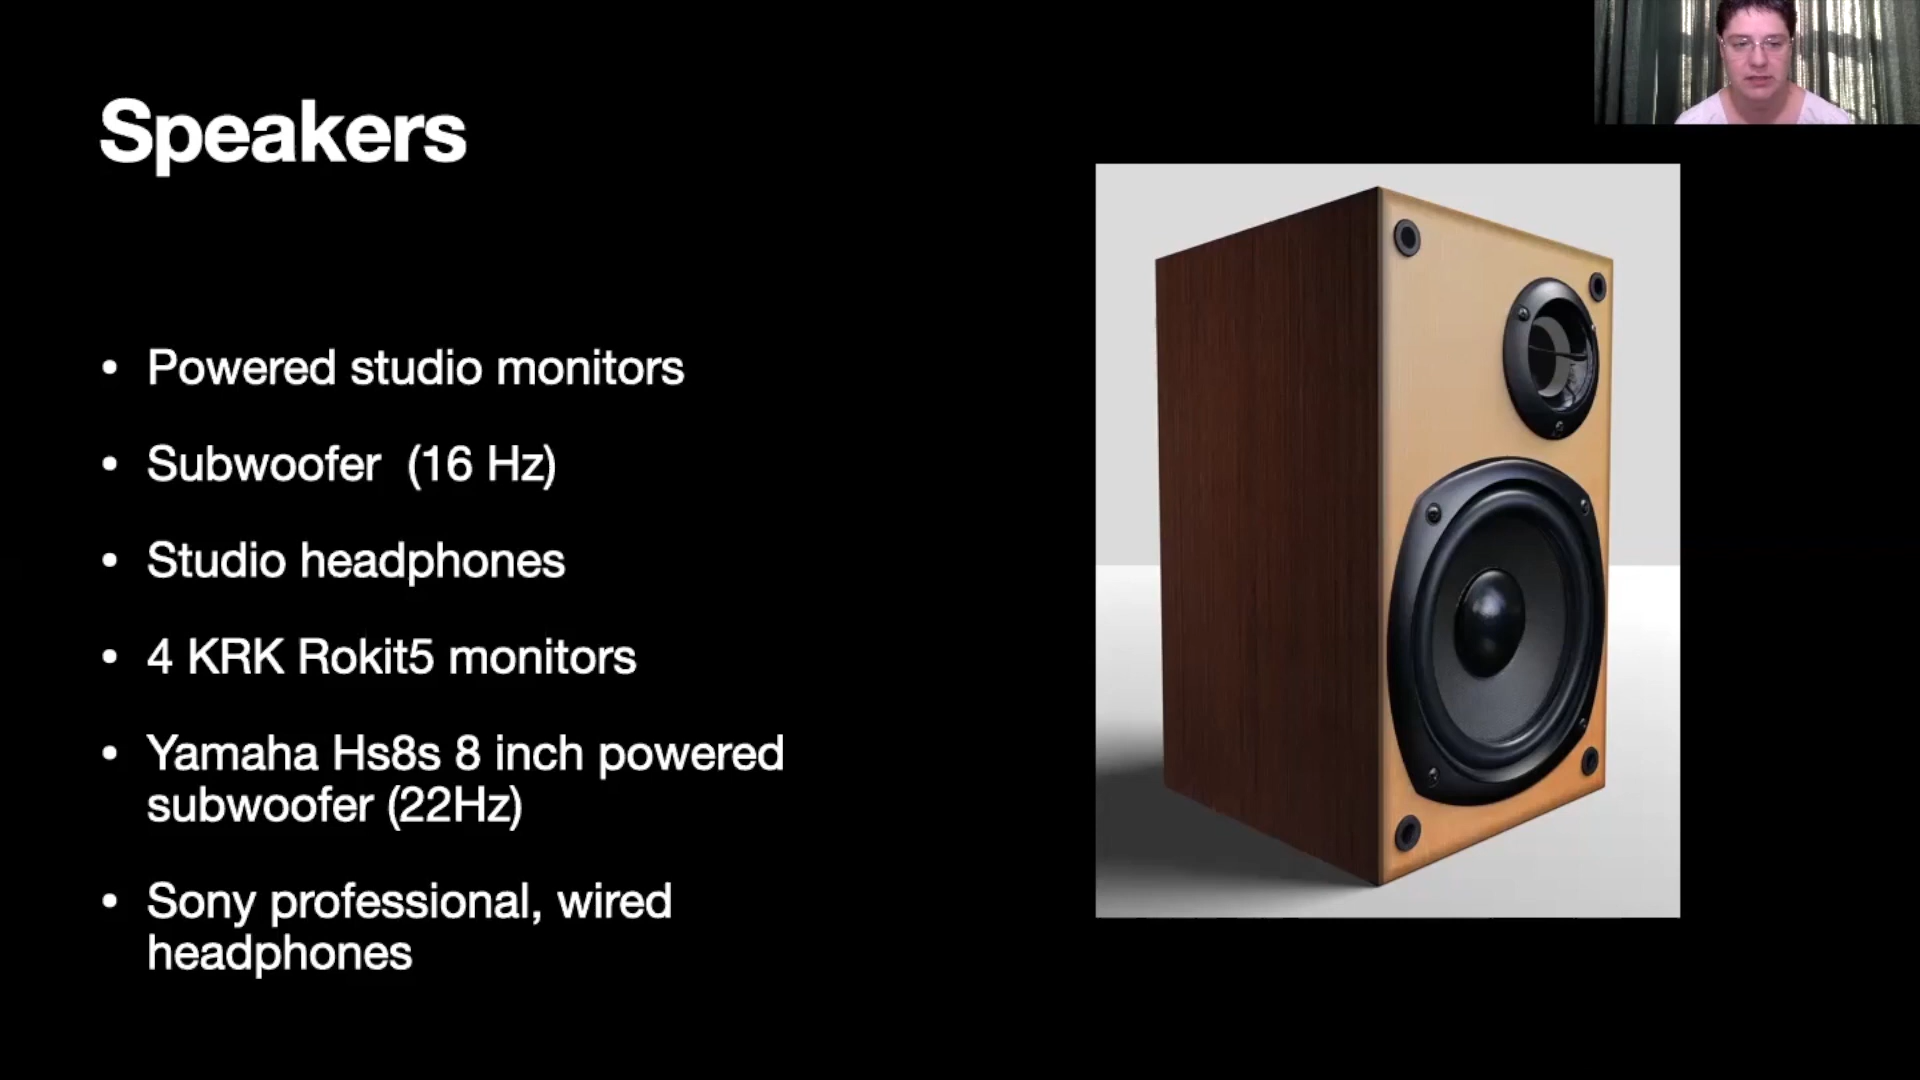 Speakers
• Powered studio monitors
• Subwoofer  (16 Hz)
• Studio headphones
• 4 KRK Rokit5 monitors
• Yamaha Hs8s 8 inch powered
subwoofer (22Hz)
• Sony professional, wired
headphones